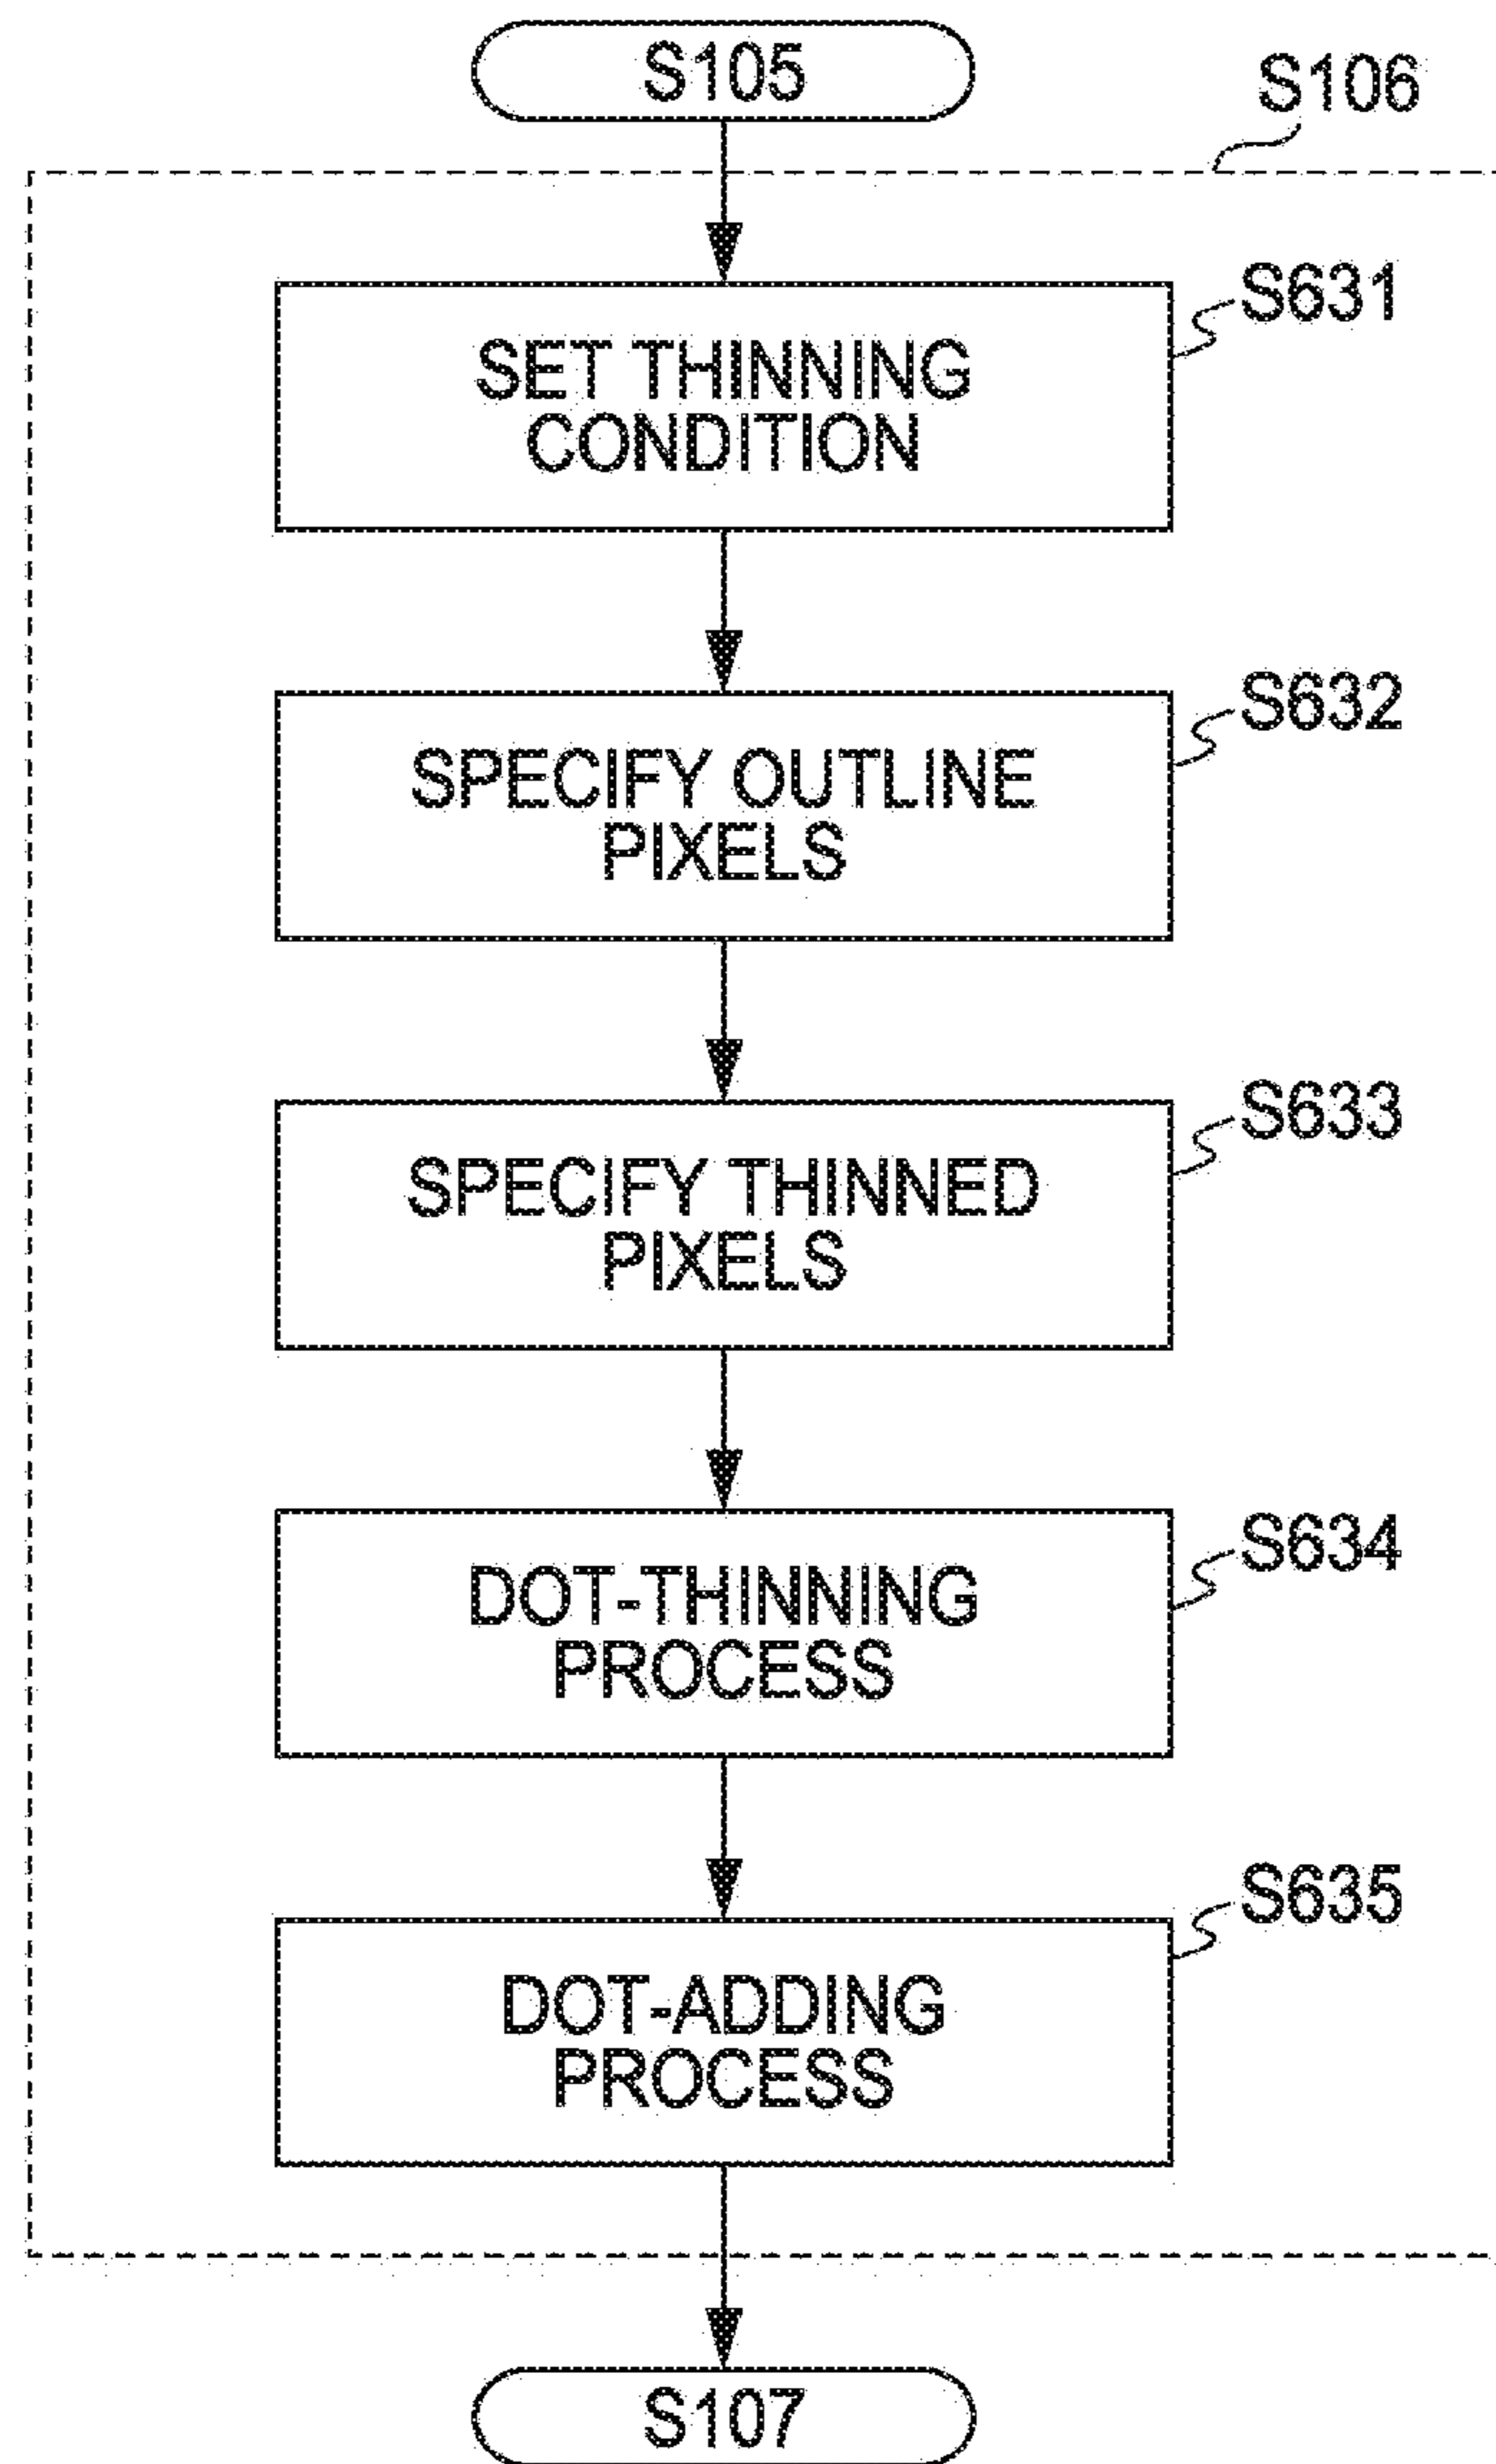 S105
S106
S631
SET THINNING
CONDITION
S632
SPECIFY OUTLINE
PIXELS
S633
SPECIFY THINNED
PIXELS
S634
DOT-THINNING
PROCESS
S635
DOT-ADDING
PROCESS
S107